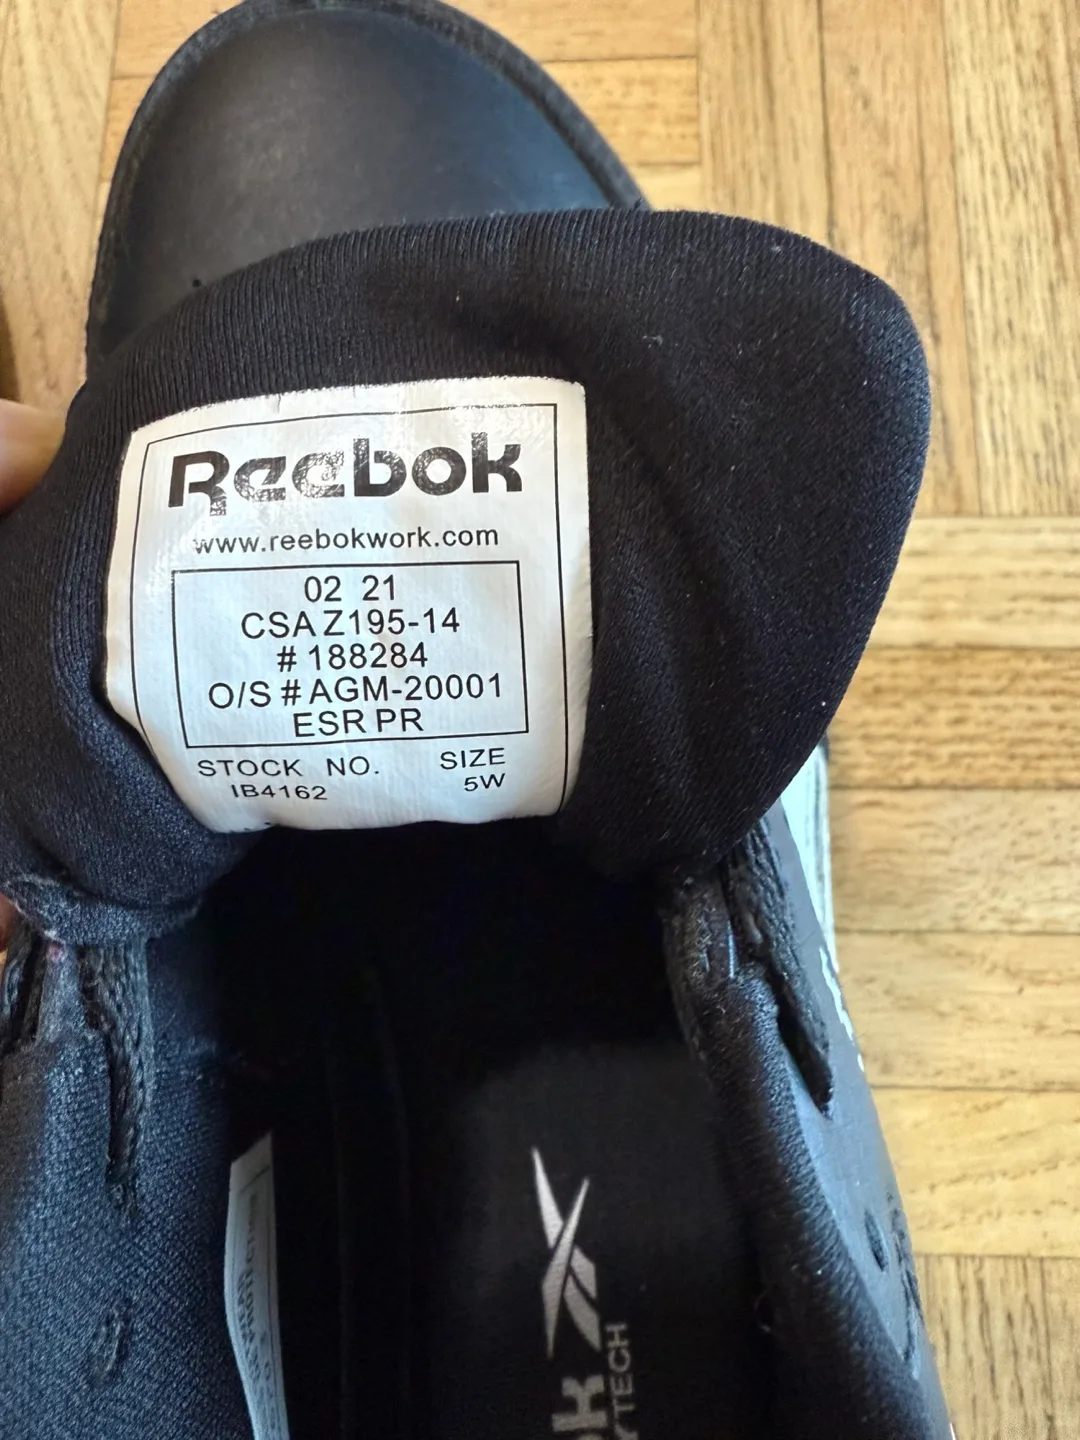 Reebok
www.reebokwork.com
02 21
CSA Z195-14
# 188284
O/S # AGM-20001
ESR PR
STOCK NO. SIZE
IB4162 5W
TECH